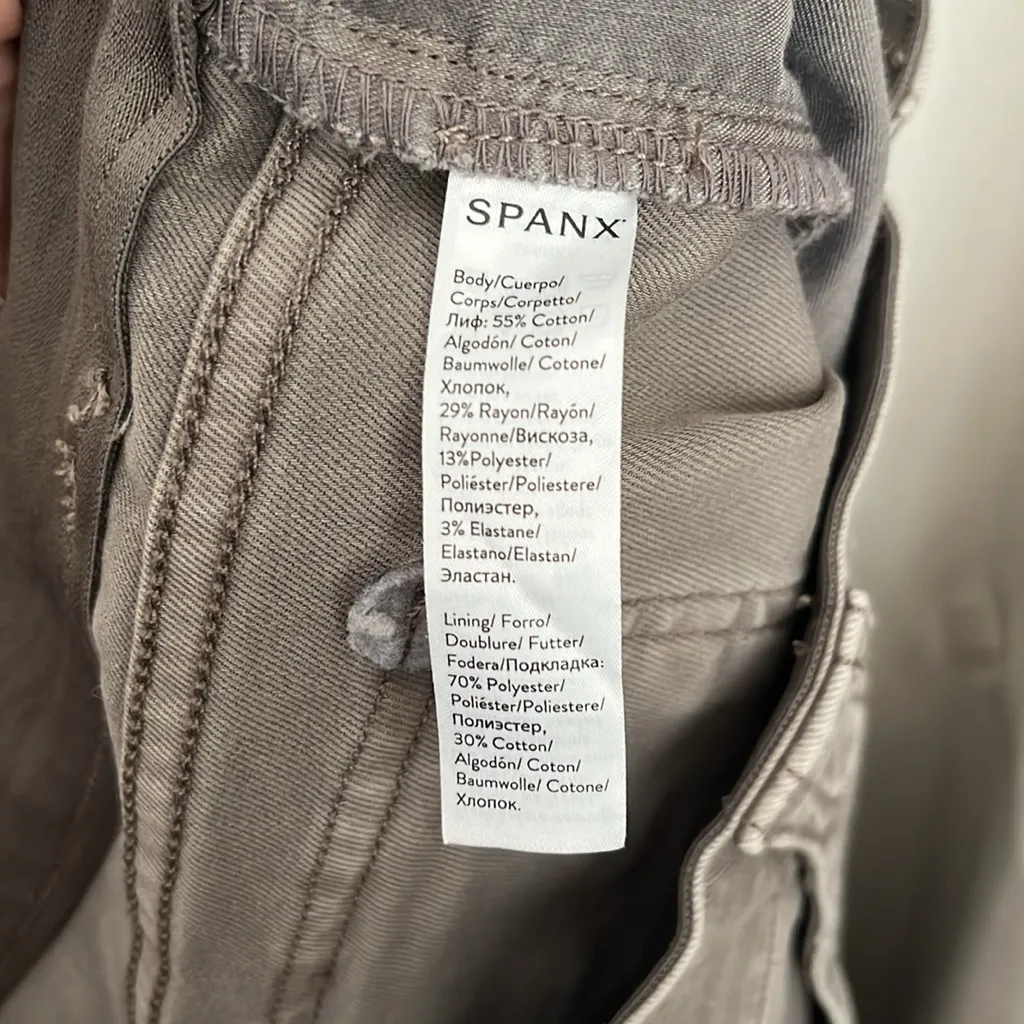 SPANX
Body/Cuerpo/
Corps/Corpetto/
Лиф: 55% Cotton/
Algodón/ Coton/
Baumwolle/ Cotone/
Хлопок,
29% Rayon/Rayón/
Rayonne/Вискоза,
13%Polyester/
Poliéster/Poliestere/
Полиэстер,
3% Elastane/
Elastano/Elastan/
Эластан.
Lining/ Forro/
Doublure/ Futter/
Fodera/Подкладка:
70% Polyester/
Poliéster/Poliestere/
Полиэстер,
30% Cotton/
Algodón/ Coton/
Baumwolle/ Cotone/
Хлопок.